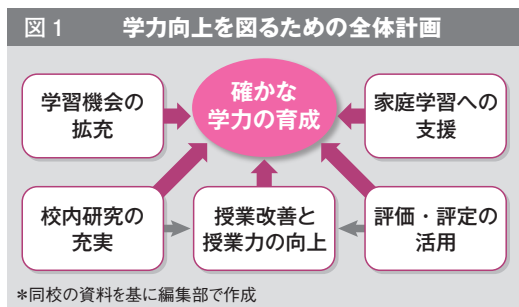 図1 学力向上を図るための全体計画
学習機会の
拡充
確かな
学力の育成
家庭学習への
支援
校内研究の
充実
授業改善と
授業力の向上
評価・評定の
活用
*同校の資料を基に編集部で作成